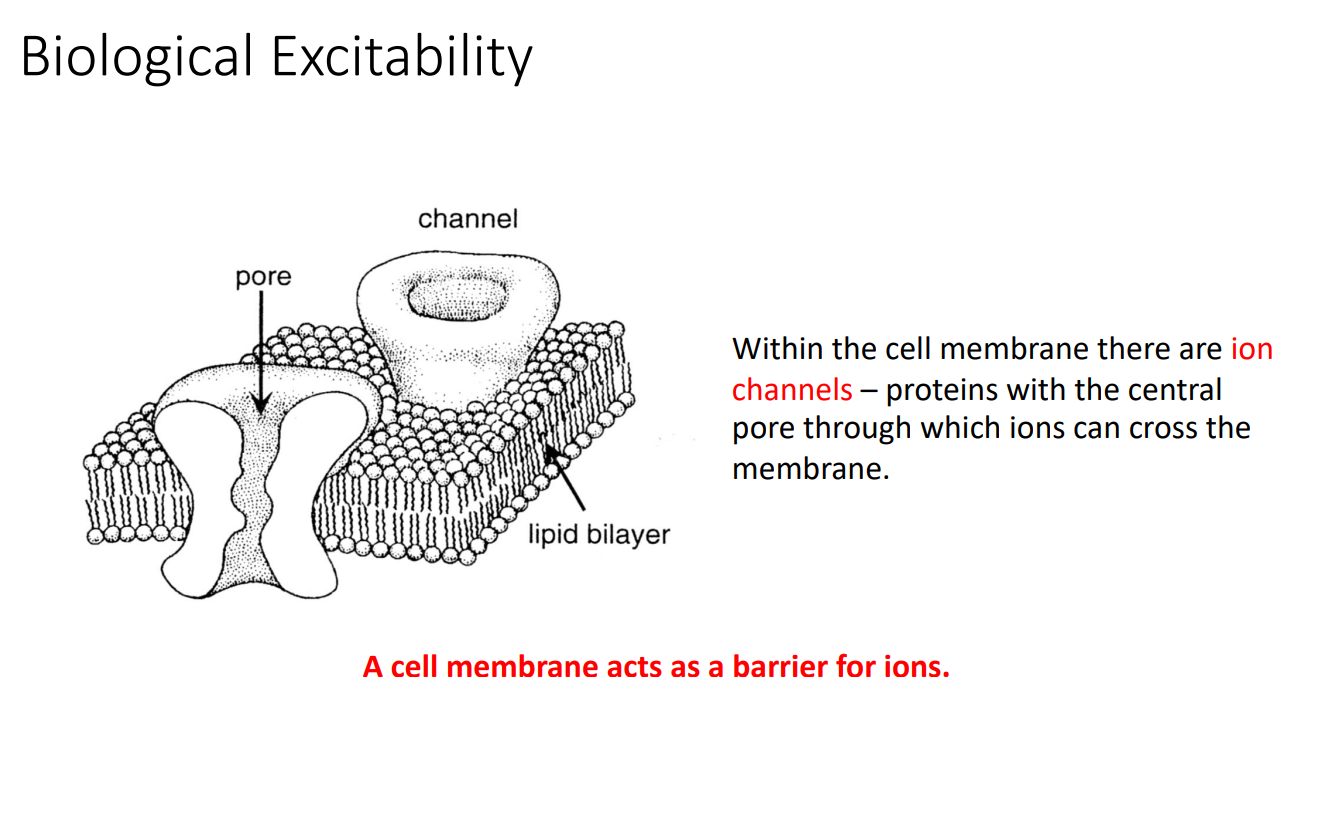 Biological Excitability
channel
pore
Within the cell membrane there are ion
channels – proteins with the central
pore through which ions can cross the
membrane.
lipid bilayer
A cell membrane acts as a barrier for ions.